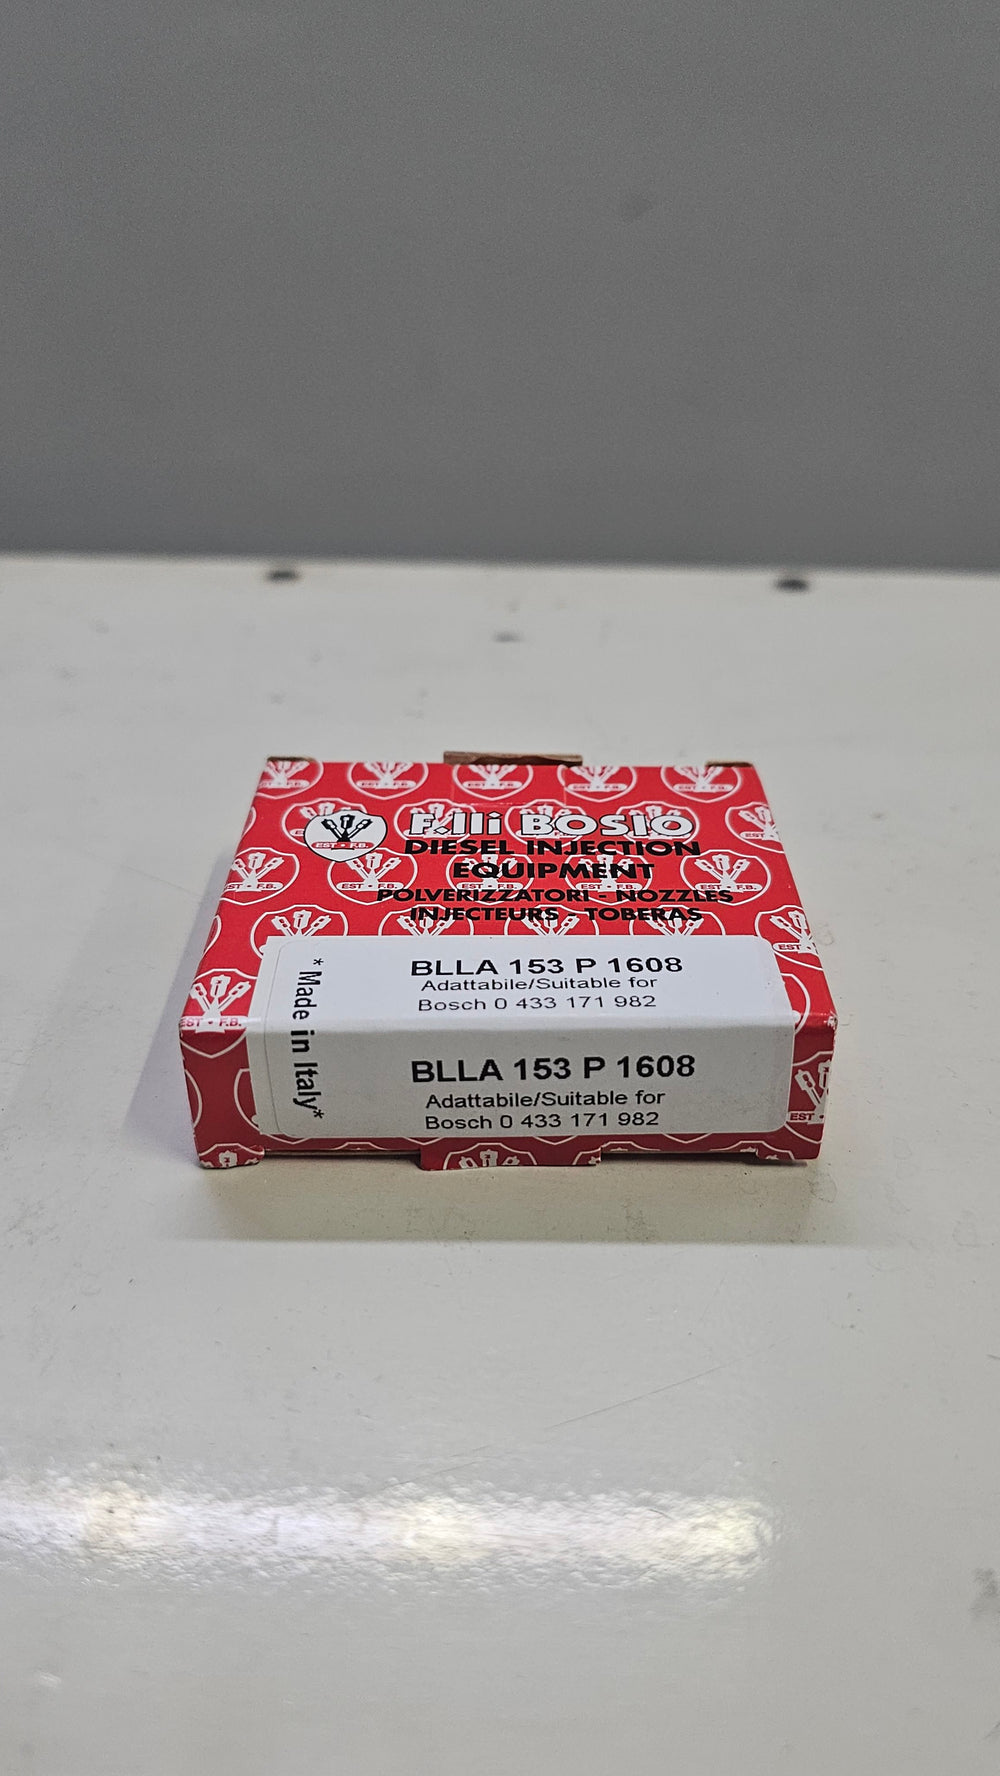 EST • F.B.
F.lli BOSIO
DIESEL INJECTION
EQUIPMENT
POLVERIZZATORI - NOZZLES
INJECTEURS - TOBERAS
* Made in Italy*
BLLA 153 P 1608
Adattabile/Suitable for
Bosch 0 433 171 982
BLLA 153 P 1608
Adattabile/Suitable for
Bosch 0 433 171 982